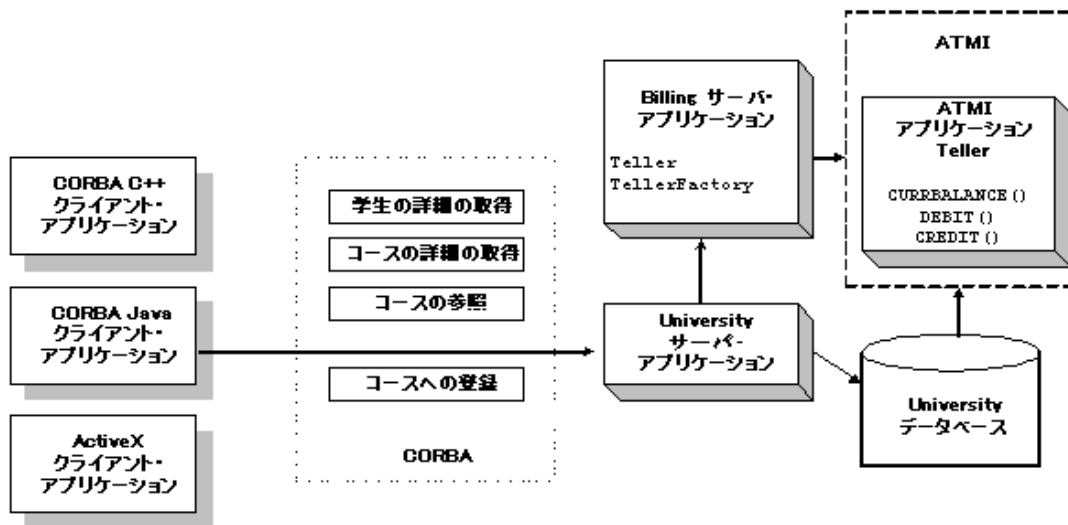 CORBA C++
クライアント・
アプリケーション
CORBA Java
クライアント・
アプリケーション
ActiveX
クライアント・
アプリケーション
学生の詳細の取得
コースの詳細の取得
コースの参照
コースへの登録
CORBA
Billing サーバ・
アプリケーション
Teller
TellerFactory
University
サーバ・
アプリケーション
ATMI
ATMI
アプリケーション
Teller
CURRBALANCE()
DEBIT()
CREDIT()
University
データベース